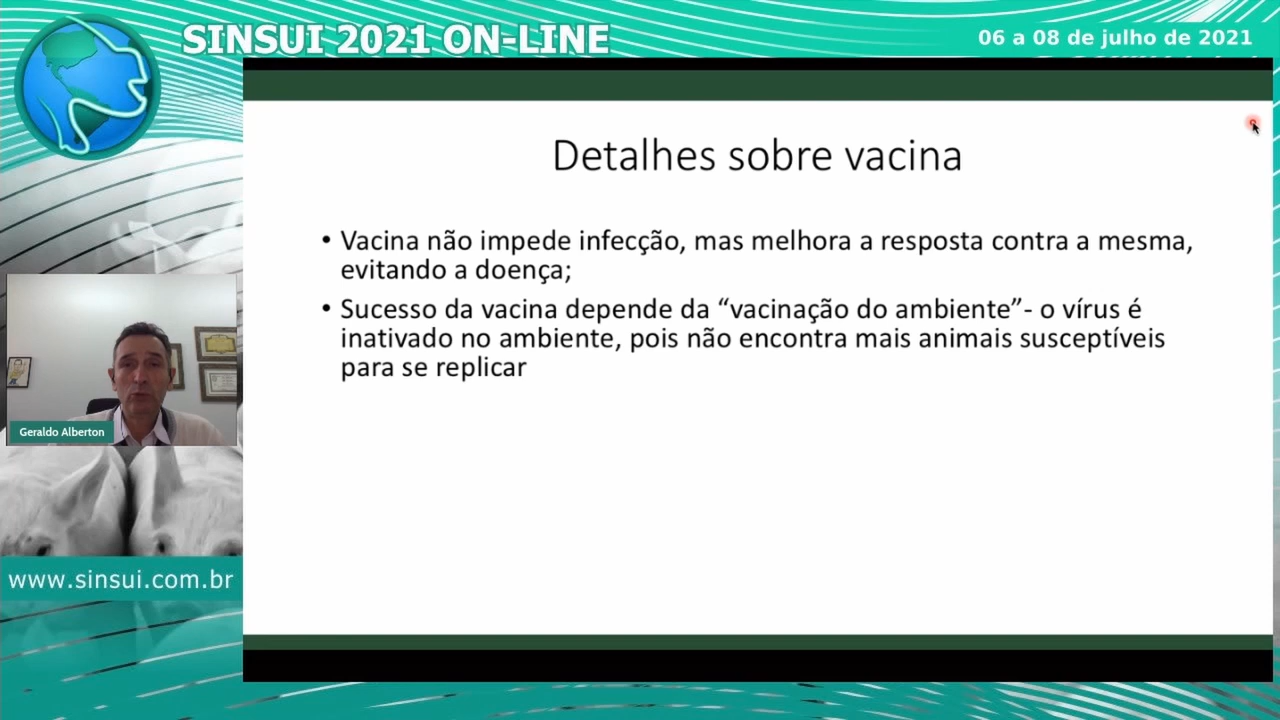 SINSUI 2021 ON-LINE
06 a 08 de julho de 2021
Detalhes sobre vacina
• Vacina não impede infecção, mas melhora a resposta contra a mesma,
evitando a doença;
• Sucesso da vacina depende da “vacinação do ambiente”- o vírus é
inativado no ambiente, pois não encontra mais animais susceptíveis
para se replicar
Geraldo Alberton
www.sinsui.com.br